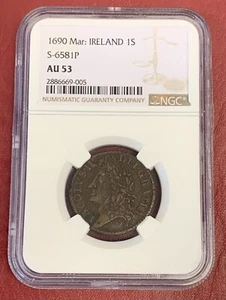 1690 Mar: IRELAND 1S
S-6581P
AU 53
2886669-005
NUMISMATIC GUARANTY COMPANY
NGC